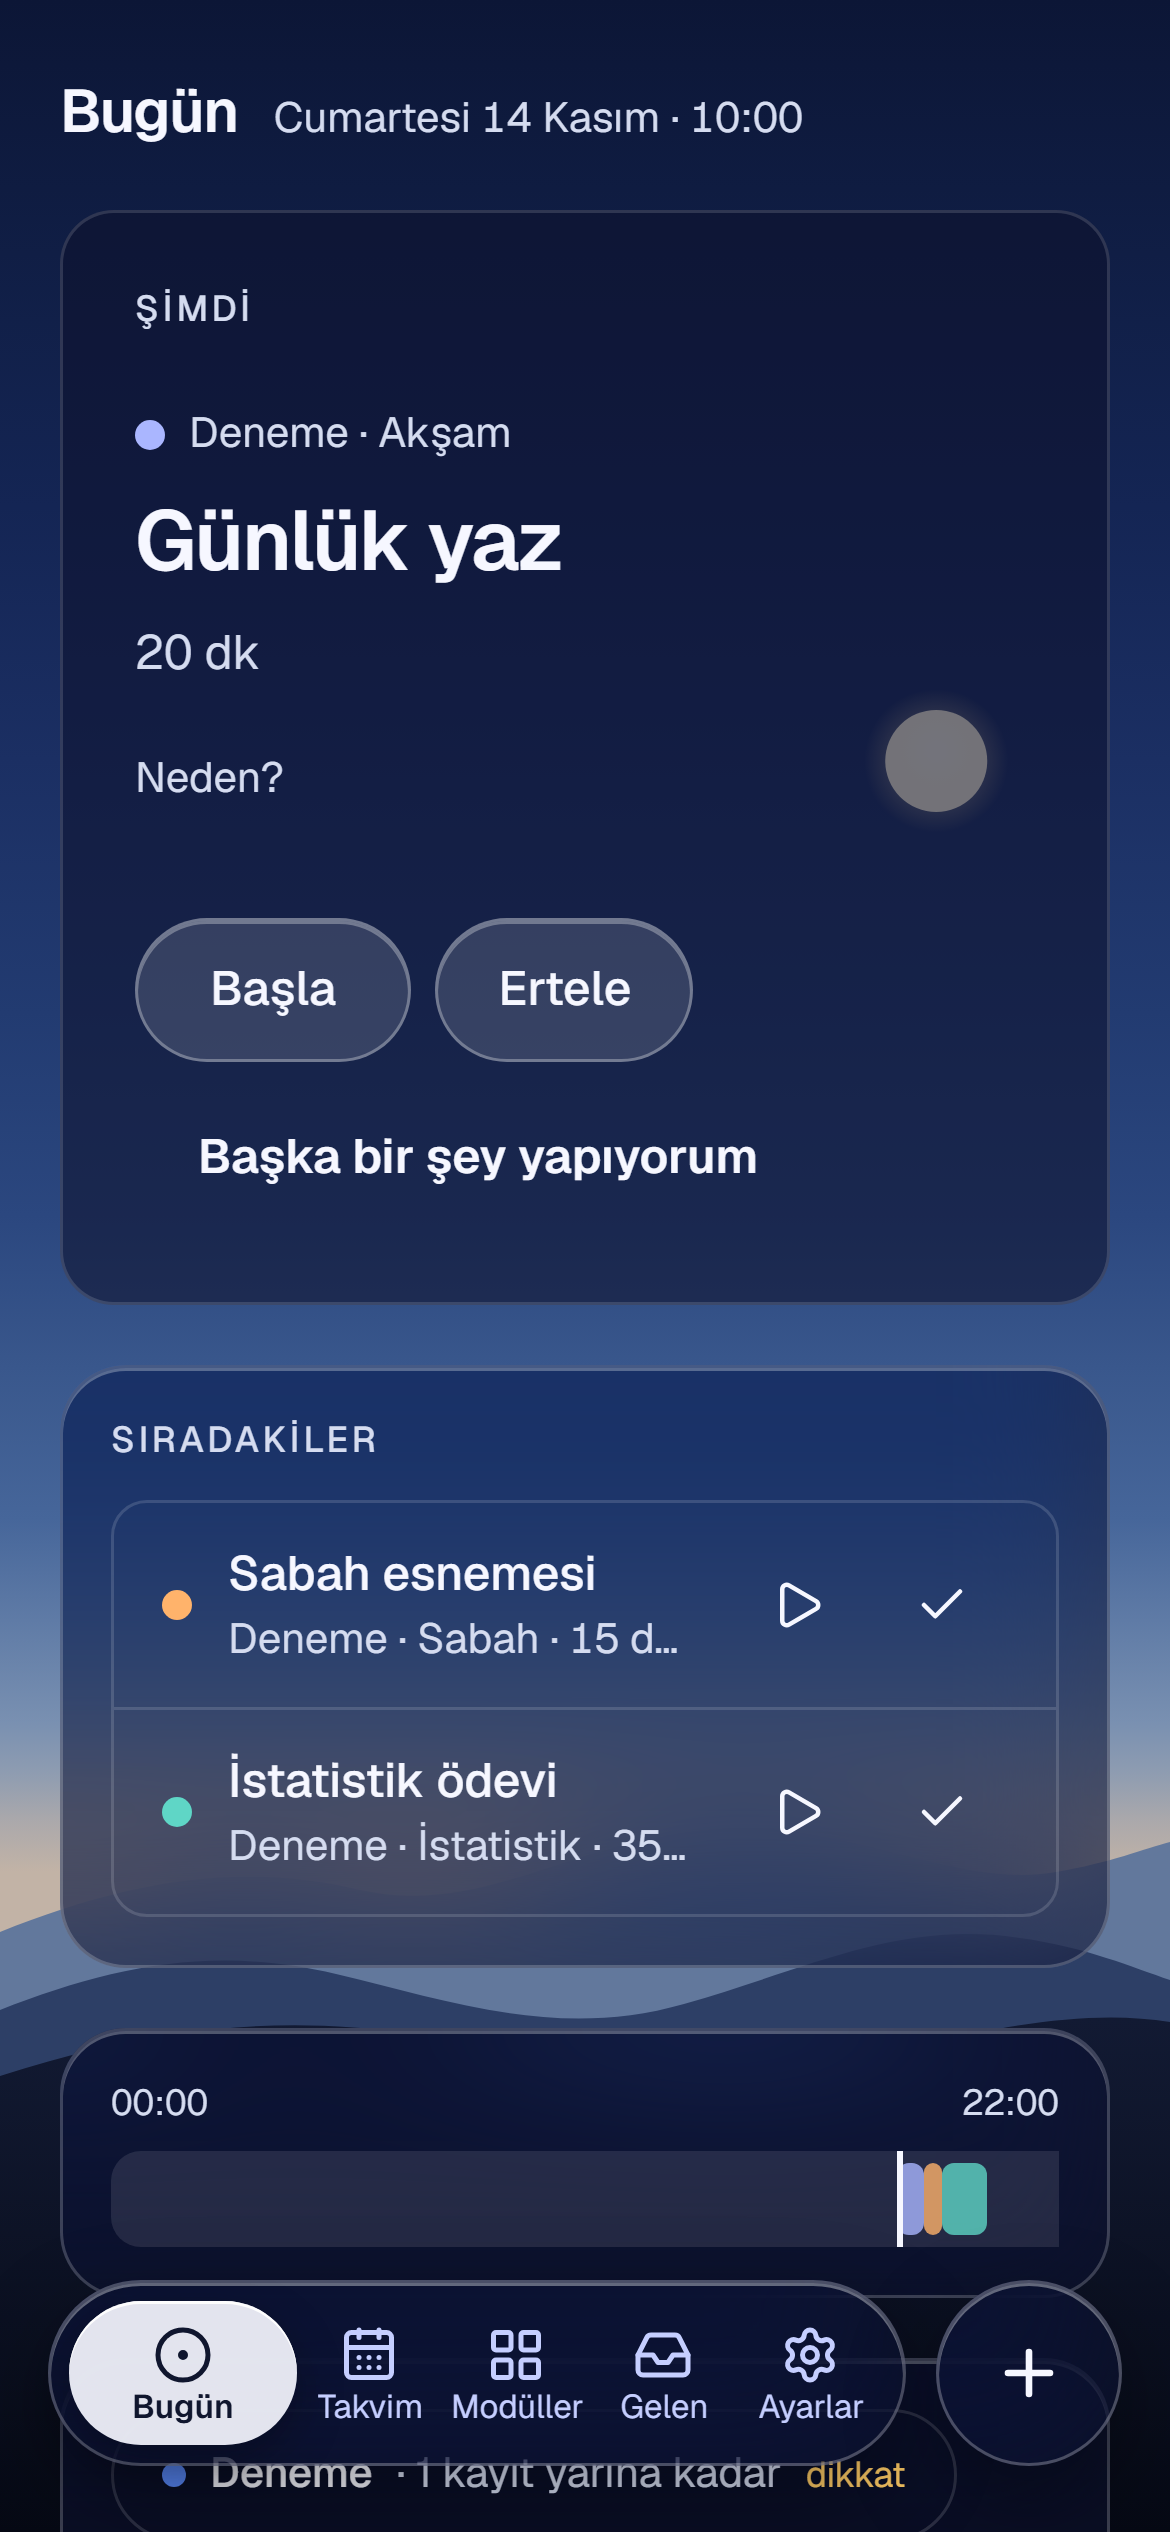 Bugün Cumartesi 14 Kasım · 10:00
ŞİMDİ
Deneme · Akşam
Günlük yaz
20 dk
Neden?
Başla Ertele
Başka bir şey yapıyorum
SIRADAKİLER
Sabah esnemesi
Deneme · Sabah · 15 d...
İstatistik ödevi
Deneme · İstatistik · 35...
00:00 22:00
Bugün Takvim Modüller Gelen Ayarlar
Deneme · 1 kayıt yarına kadar dikkat